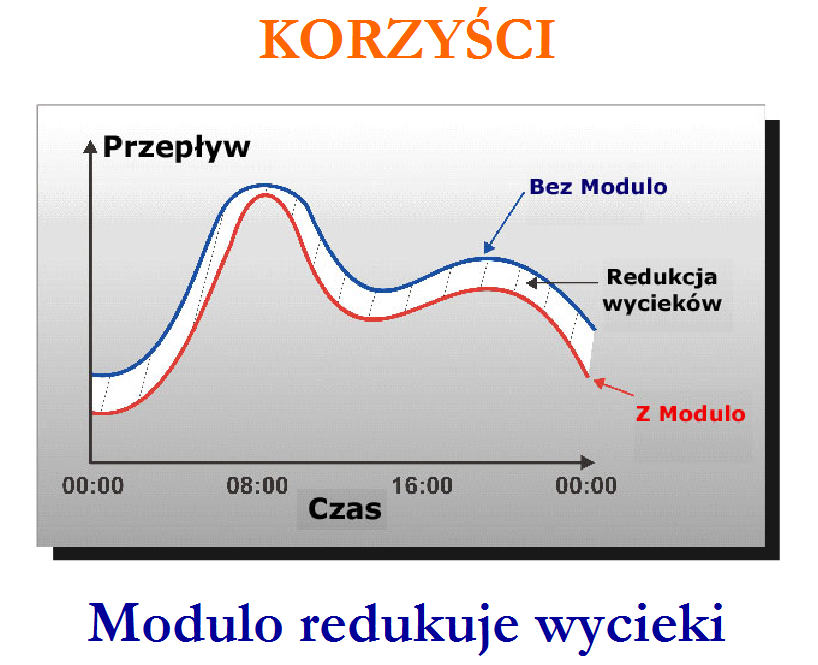 KORZYŚCI
Przepływ
Bez Modulo
Redukcja
wycieków
Z Modulo
00:00 08:00 16:00 00:00
Czas
Modulo redukuje wycieki